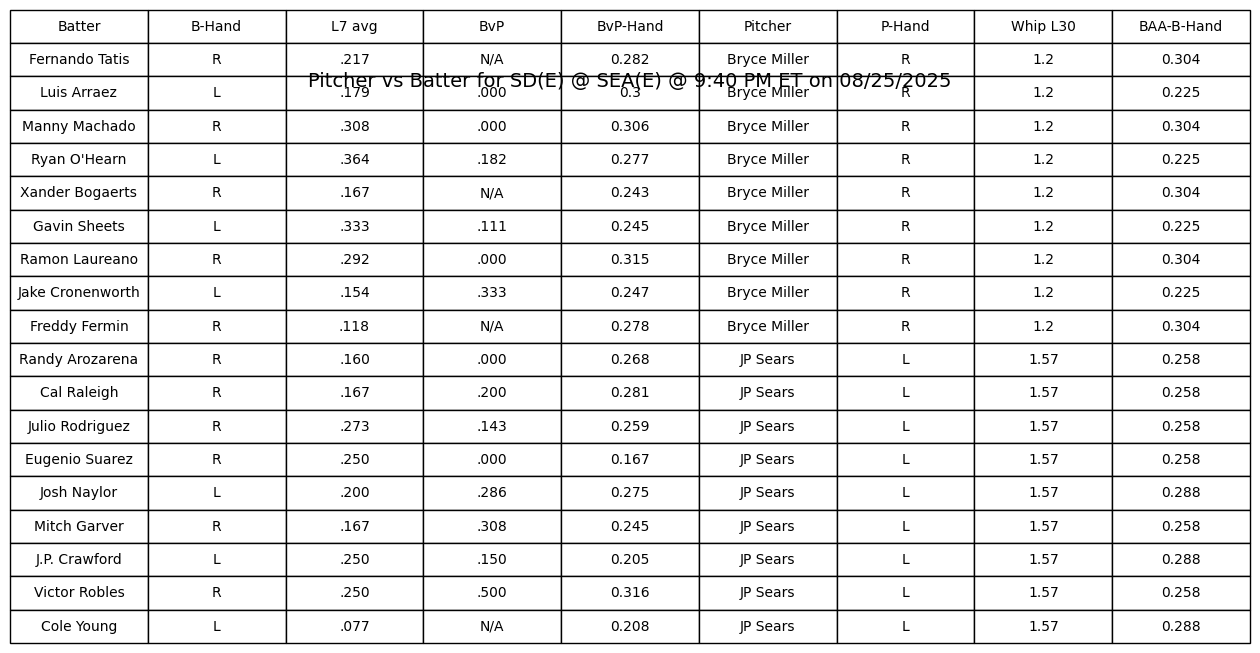 Batter B-Hand L7 avg BvP BvP-Hand Pitcher P-Hand Whip L30 BAA-B-Hand
Fernando Tatis R .217 N/A 0.282 Bryce Miller R 1.2 0.304
Pitcher vs Batter for SD(E) @ SEA(E) @ 9:40 PM ET on 08/25/2025
Luis Arraez L .179 .000 0.3 Bryce Miller R 1.2 0.225
Manny Machado R .308 .000 0.306 Bryce Miller R 1.2 0.304
Ryan O'Hearn L .364 .182 0.277 Bryce Miller R 1.2 0.225
Xander Bogaerts R .167 N/A 0.243 Bryce Miller R 1.2 0.304
Gavin Sheets L .333 .111 0.245 Bryce Miller R 1.2 0.225
Ramon Laureano R .292 .000 0.315 Bryce Miller R 1.2 0.304
Jake Cronenworth L .154 .333 0.247 Bryce Miller R 1.2 0.225
Freddy Fermin R .118 N/A 0.278 Bryce Miller R 1.2 0.304
Randy Arozarena R .160 .000 0.268 JP Sears L 1.57 0.258
Cal Raleigh R .167 .200 0.281 JP Sears L 1.57 0.258
Julio Rodriguez R .273 .143 0.259 JP Sears L 1.57 0.258
Eugenio Suarez R .250 .000 0.167 JP Sears L 1.57 0.258
Josh Naylor L .200 .286 0.275 JP Sears L 1.57 0.288
Mitch Garver R .167 .308 0.245 JP Sears L 1.57 0.258
J.P. Crawford L .250 .150 0.205 JP Sears L 1.57 0.288
Victor Robles R .250 .500 0.316 JP Sears L 1.57 0.258
Cole Young L .077 N/A 0.208 JP Sears L 1.57 0.288